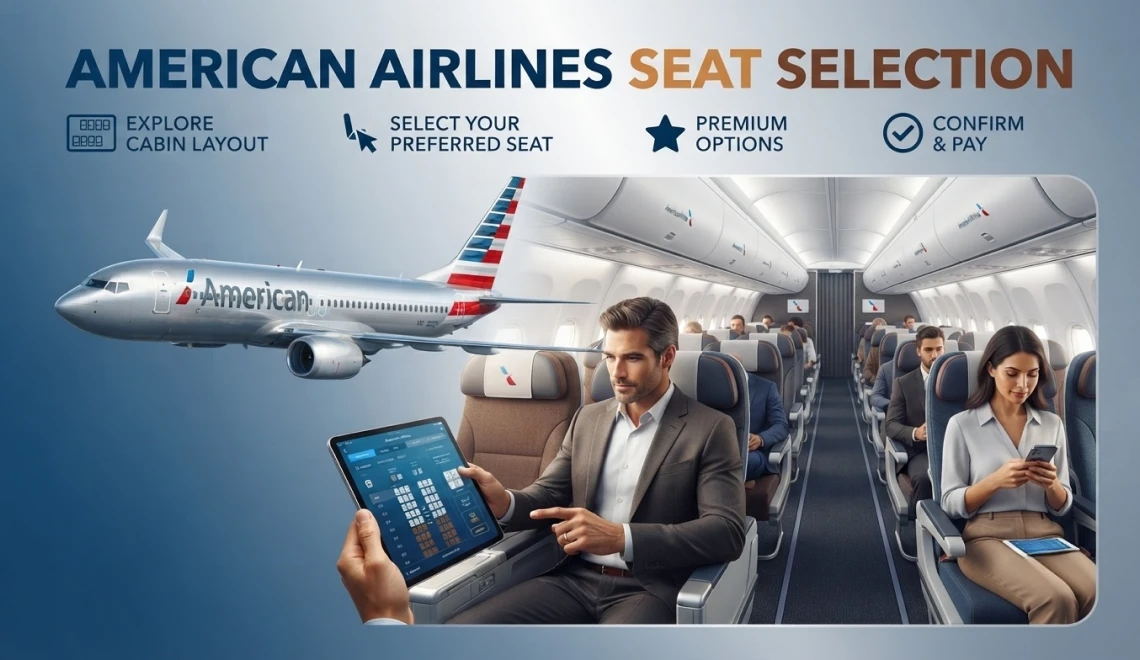 AMERICAN AIRLINES SEAT SELECTION
EXPLORE
CABIN LAYOUT
SELECT YOUR
PREFERRED SEAT
PREMIUM
OPTIONS
CONFIRM
& PAY
American